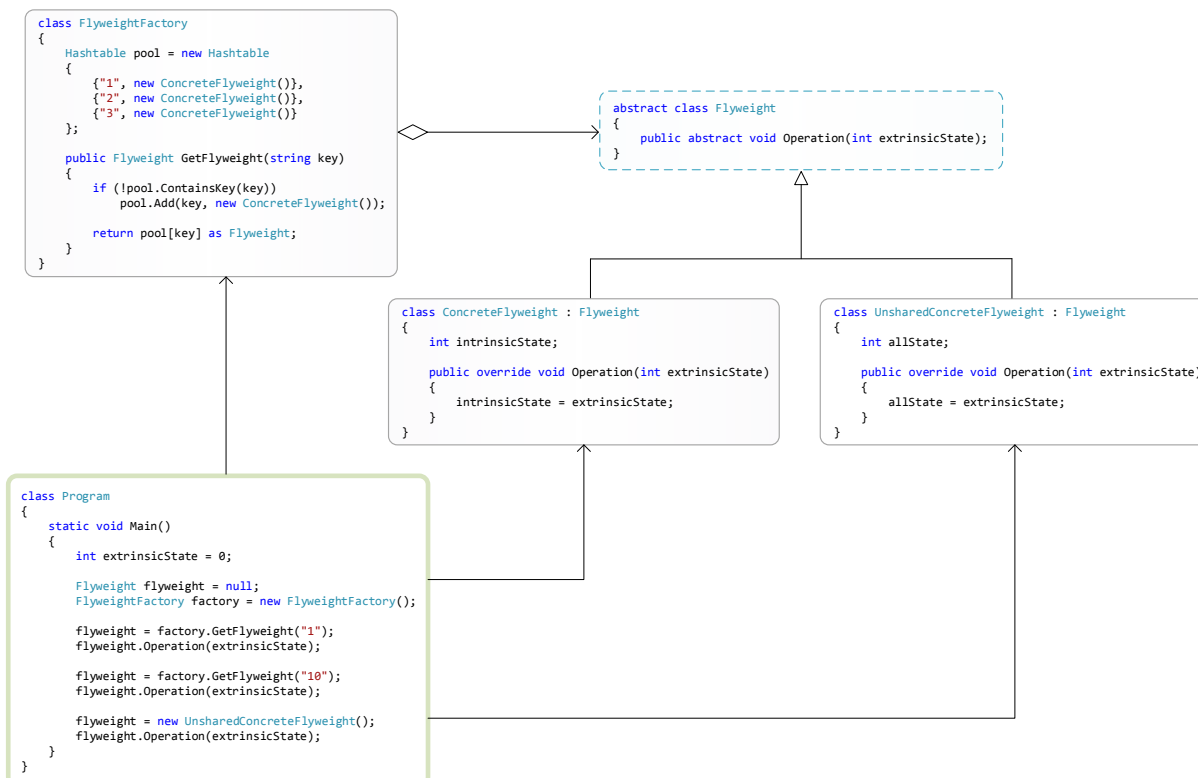 class FlyweightFactory
{
    Hashtable pool = new Hashtable
    {
        {"1", new ConcreteFlyweight()},
        {"2", new ConcreteFlyweight()},
        {"3", new ConcreteFlyweight()}
    };

    public Flyweight GetFlyweight(string key)
    {
        if (!pool.ContainsKey(key))
            pool.Add(key, new ConcreteFlyweight());

        return pool[key] as Flyweight;
    }
}
abstract class Flyweight
{
    public abstract void Operation(int extrinsicState);
}
class ConcreteFlyweight : Flyweight
{
    int intrinsicState;

    public override void Operation(int extrinsicState)
    {
        intrinsicState = extrinsicState;
    }
}
class UnsharedConcreteFlyweight : Flyweight
{
    int allState;

    public override void Operation(int extrinsicState)
    {
        allState = extrinsicState;
    }
}
class Program
{
    static void Main()
    {
        int extrinsicState = 0;

        Flyweight flyweight = null;
        FlyweightFactory factory = new FlyweightFactory();

        flyweight = factory.GetFlyweight("1");
        flyweight.Operation(extrinsicState);

        flyweight = factory.GetFlyweight("10");
        flyweight.Operation(extrinsicState);

        flyweight = new UnsharedConcreteFlyweight();
        flyweight.Operation(extrinsicState);
    }
}